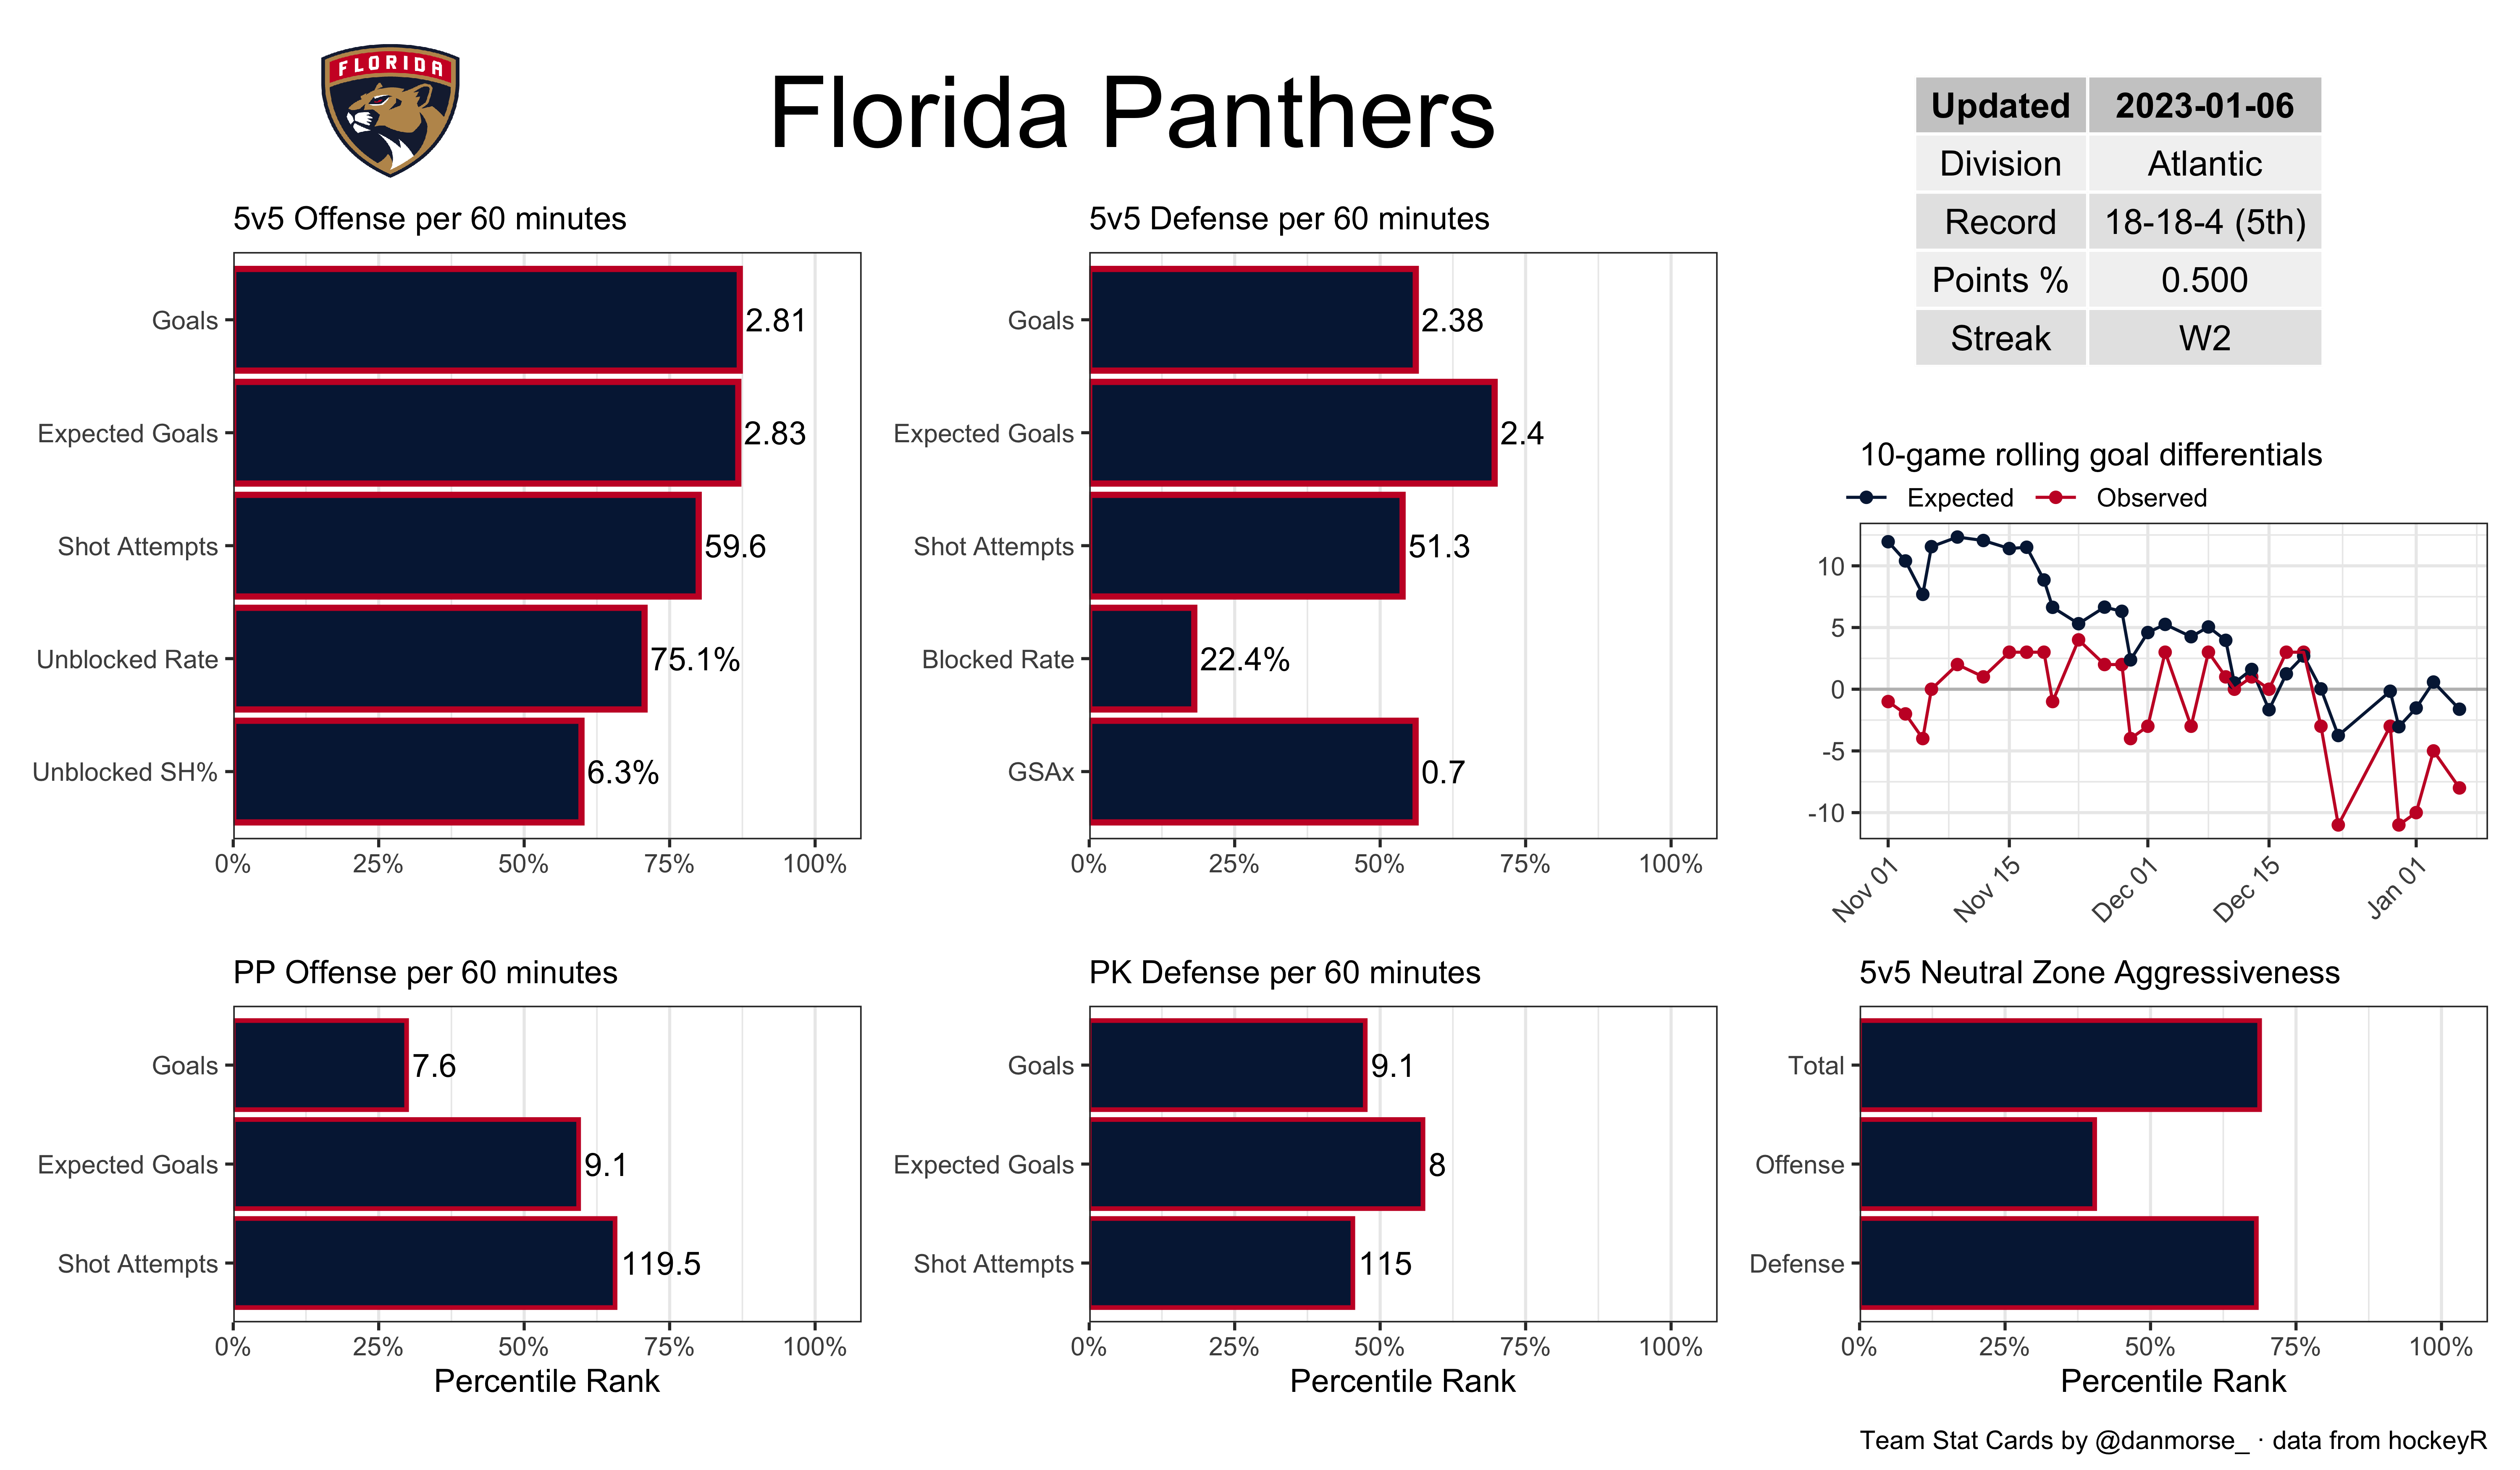 FLORIDA
Florida Panthers
Updated 2023-01-06
Division Atlantic
Record 18-18-4 (5th)
Points % 0.500
Streak W2
5v5 Offense per 60 minutes
Goals 2.81
Expected Goals 2.83
Shot Attempts 59.6
Unblocked Rate 75.1%
Unblocked SH% 6.3%
0% 25% 50% 75% 100%
5v5 Defense per 60 minutes
Goals 2.38
Expected Goals 2.4
Shot Attempts 51.3
Blocked Rate 22.4%
GSAx 0.7
0% 25% 50% 75% 100%
10-game rolling goal differentials
Expected Observed
10
5
0
-5
-10
Nov 01 Nov 15 Dec 01 Dec 15 Jan 01
PP Offense per 60 minutes
Goals 7.6
Expected Goals 9.1
Shot Attempts 119.5
0% 25% 50% 75% 100%
Percentile Rank
PK Defense per 60 minutes
Goals 9.1
Expected Goals 8
Shot Attempts 115
0% 25% 50% 75% 100%
Percentile Rank
5v5 Neutral Zone Aggressiveness
Total
Offense
Defense
0% 25% 50% 75% 100%
Percentile Rank
Team Stat Cards by @danmorse_ · data from hockeyR